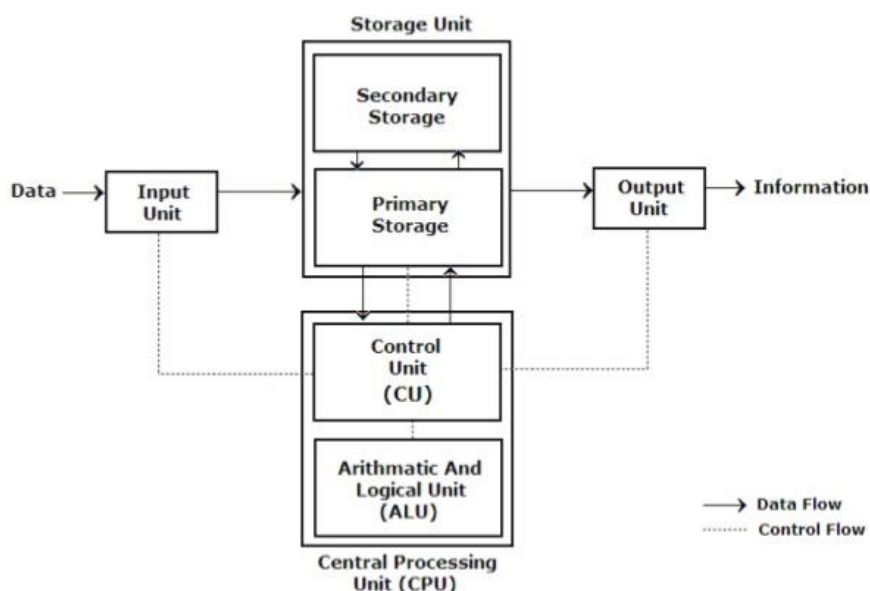 Storage Unit
Secondary
Storage
Data
Input
Unit
Primary
Storage
Output
Unit
Information
Control
Unit
(CU)
Arithmatic And
Logical Unit
(ALU)
Data Flow
Control Flow
Central Processing
Unit (CPU)